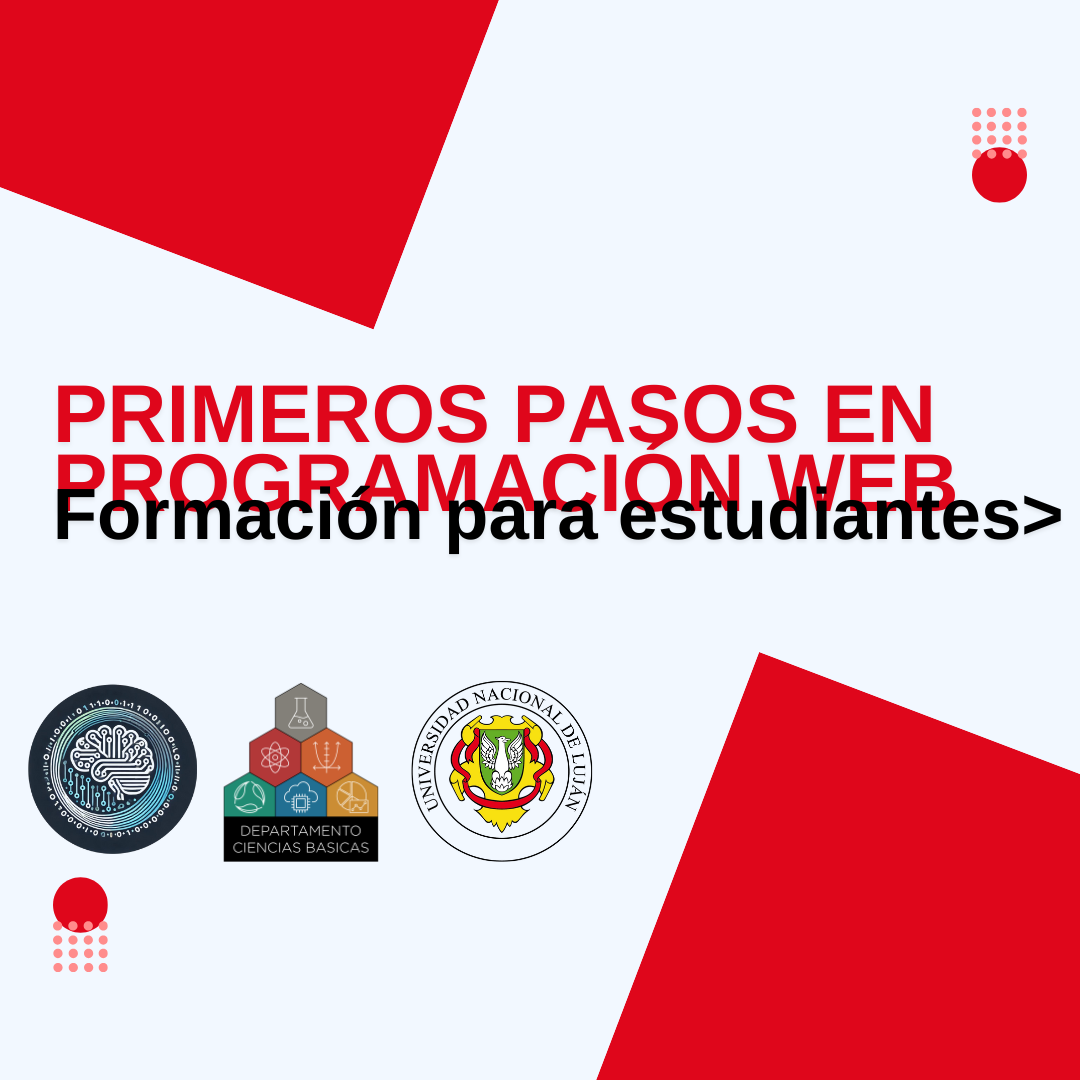 PRIMEROS PASOS EN
PROGRAMACIÓN WEB
Formación para estudiantes>
DEPARTAMENTO
CIENCIAS BASICAS
UNIVERSIDAD NACIONAL DE LUJÁN